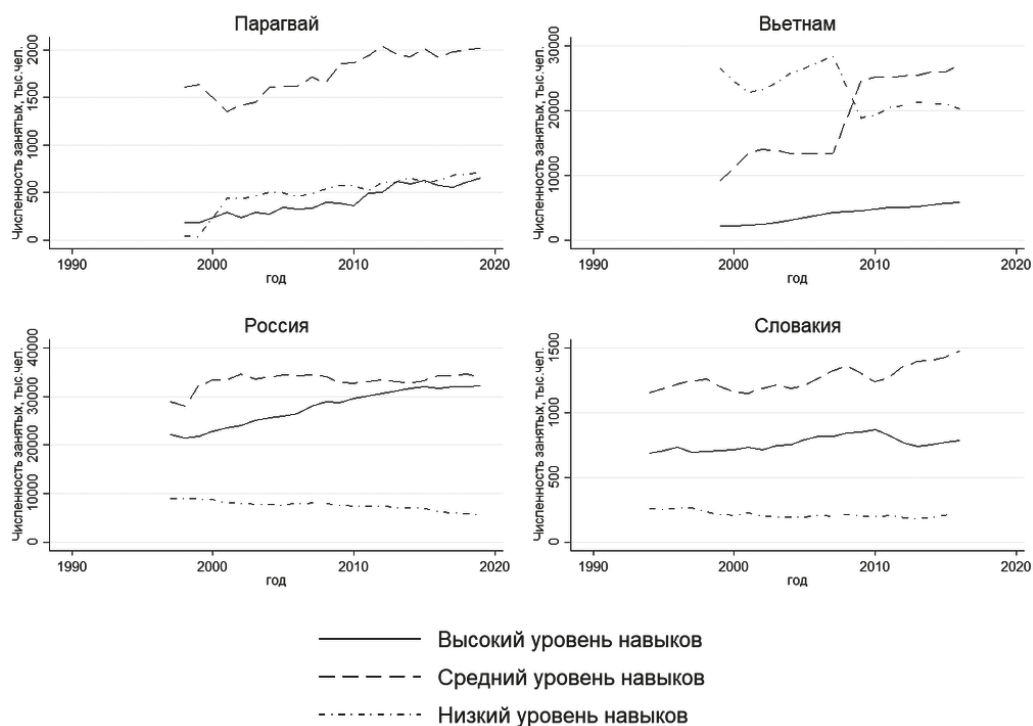 Парагвай
Численность занятых, тыс.чел.
2000
1500
1000
500
0
1990
2000
2010
2020
год
Вьетнам
Численность занятых, тыс.чел.
30000
20000
10000
0
1990
2000
2010
2020
год
Россия
Численность занятых, тыс.чел.
40000
30000
20000
10000
0
1990
2000
2010
2020
год
Словакия
Численность занятых, тыс.чел.
1500
1000
500
0
1990
2000
2010
2020
год
Высокий уровень навыков
Средний уровень навыков
Низкий уровень навыков